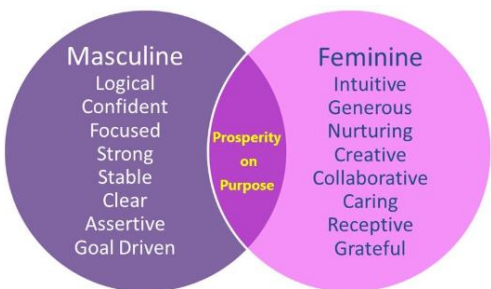 Masculine
Logical
Confident
Focused
Strong
Stable
Clear
Assertive
Goal Driven
Prosperity
on
Purpose
Feminine
Intuitive
Generous
Nurturing
Creative
Collaborative
Caring
Receptive
Grateful